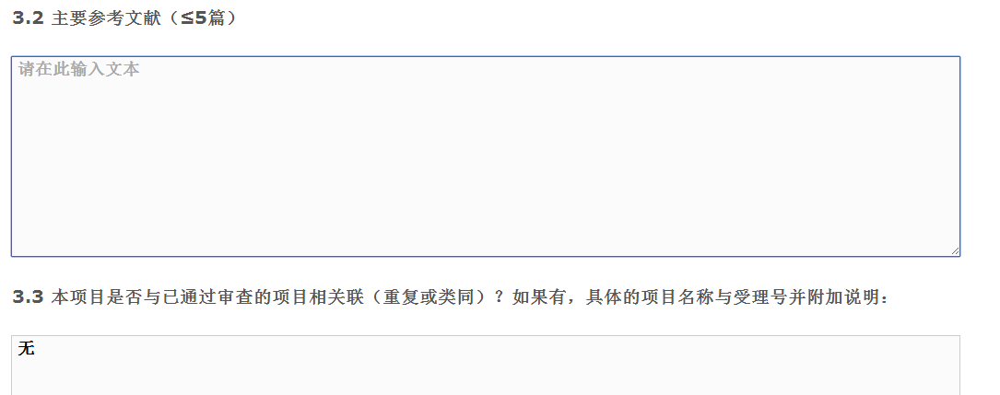 3.2 主要参考文献（≤5篇）
请在此输入文本
3.3 本项目是否与已通过审查的项目相关联（重复或类同）？如果有，具体的项目名称与受理号并附加说明：
无